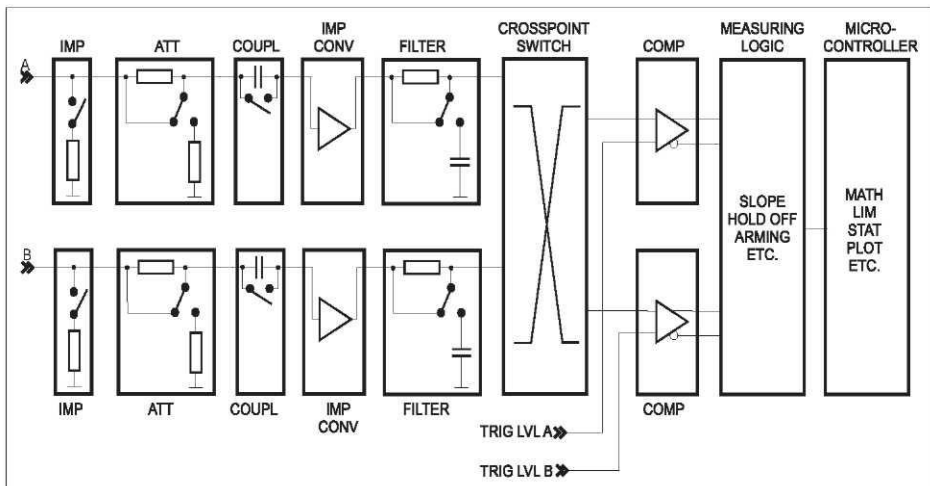 IMP
ATT
COUPL
IMP
CONV
FILTER
CROSSPOINT
SWITCH
COMP
MEASURING
LOGIC
MICRO-
CONTROLLER
A
SLOPE
HOLD OFF
ARMING
ETC.
MATH
LIM
STAT
PLOT
ETC.
B
IMP
ATT
COUPL
IMP
CONV
FILTER
COMP
TRIG LVL A
TRIG LVL B